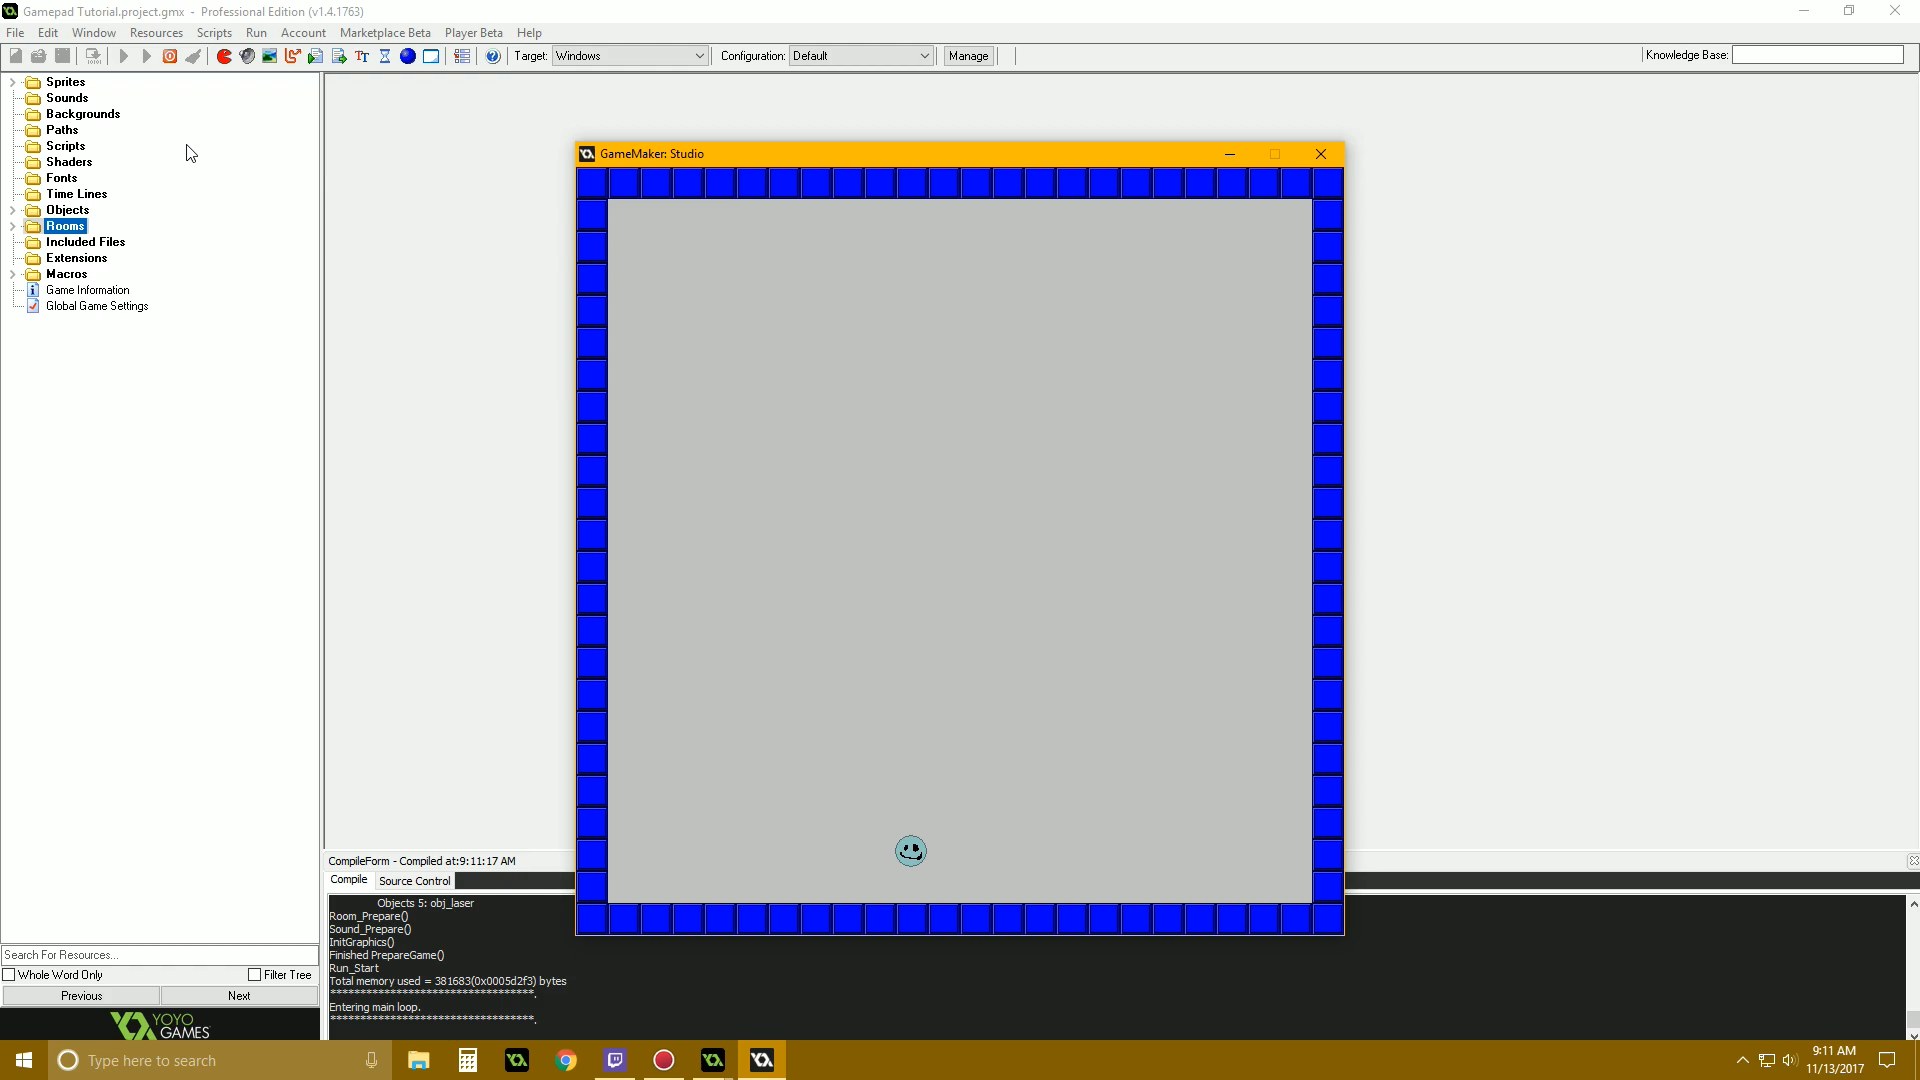 Gamepad Tutorial.project.gmx - Professional Edition (v1.4.1763)
File Edit Window Resources Scripts Run Account Marketplace Beta Player Beta Help
Target: Windows Configuration: Default Manage Knowledge Base:
Sprites
Sounds
Backgrounds
Paths
Scripts
Shaders
Fonts
Time Lines
Objects
Rooms
Included Files
Extensions
Macros
Game Information
Global Game Settings
GameMaker: Studio
CompileForm - Compiled at:9:11:17 AM
Compile Source Control
Objects 5: obj_laser
Room_Prepare()
Sound_Prepare()
InitGraphics()
Finished PrepareGame()
Run_Start
Total memory used = 381683(0x0005d2f3) bytes
**********************************.
Entering main loop.
**********************************.
Search For Resources...
Whole Word Only Filter Tree
Previous Next
YOYO
GAMES
Type here to search
9:11 AM
11/13/2017